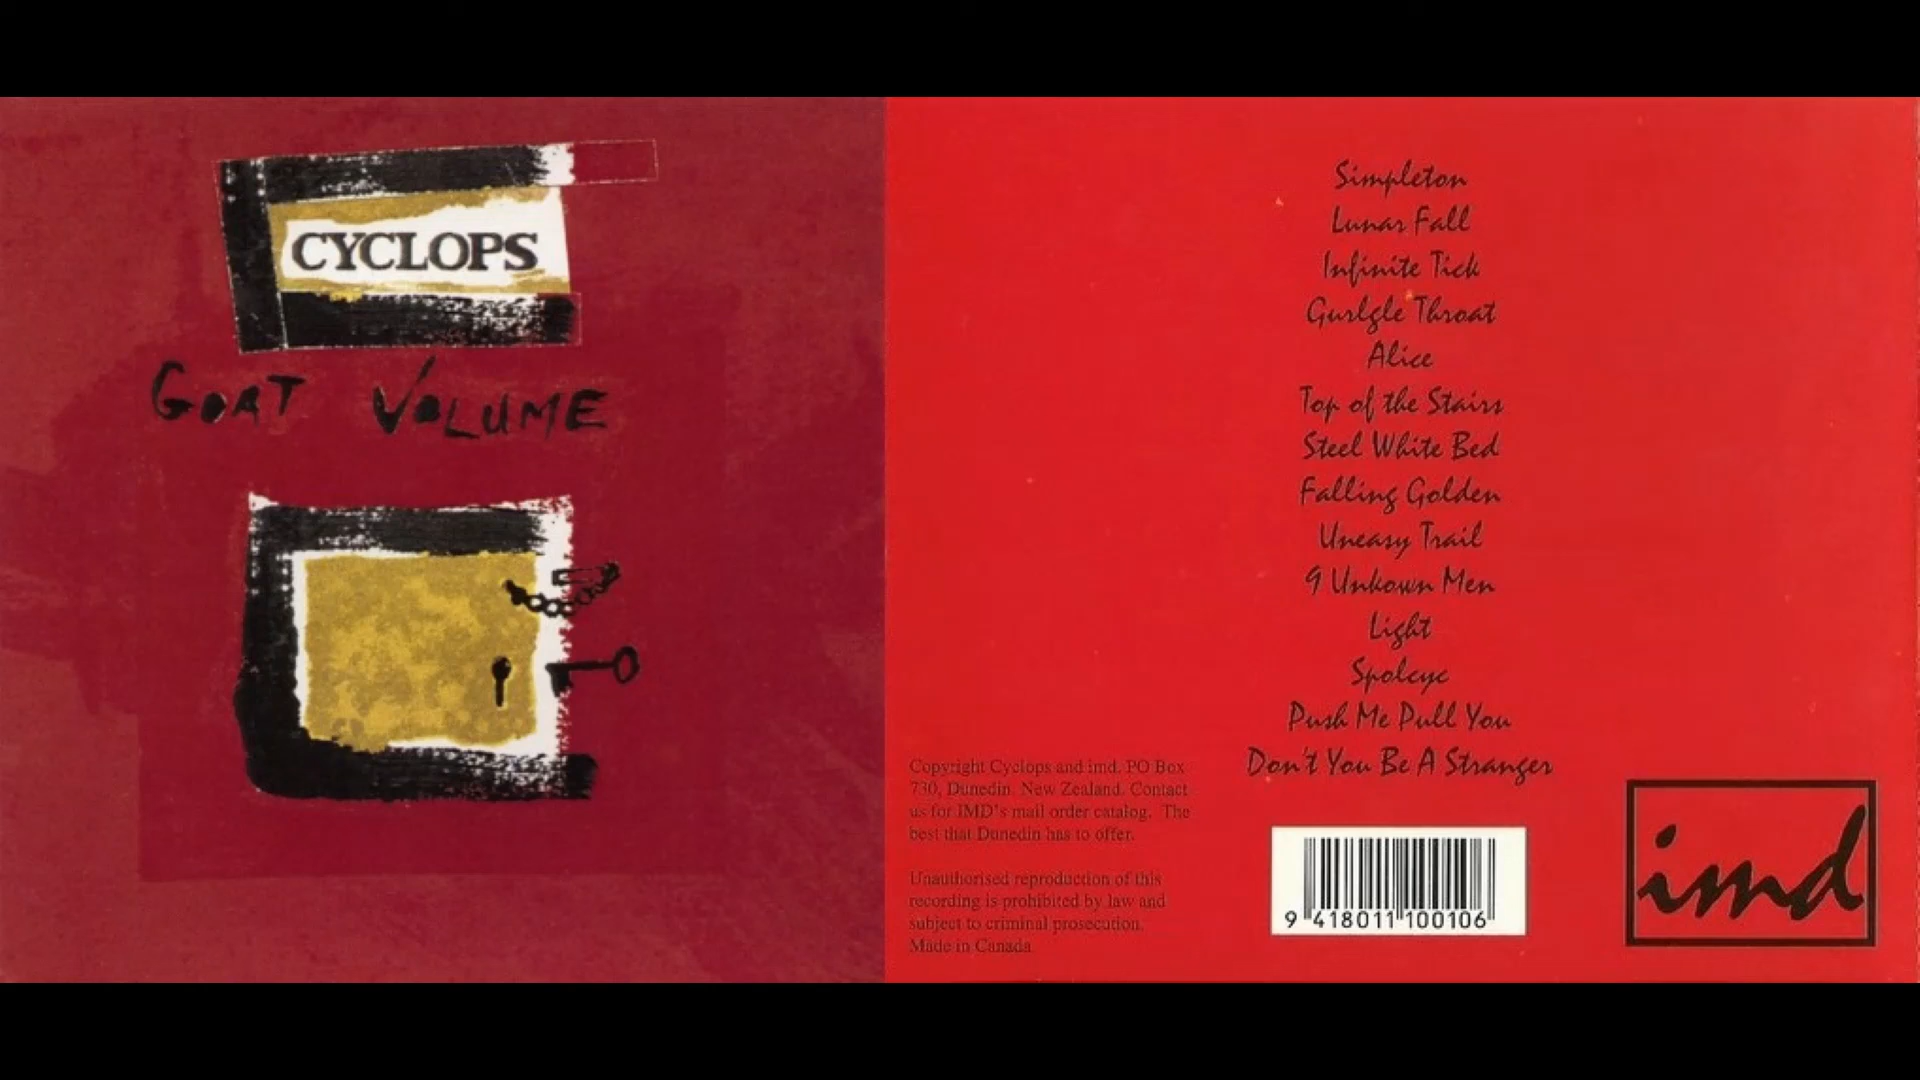 CYCLOPS
GOAT VOLUME
Simpleton
Lunar Fall
Infinite Tick
Gurlgle Throat
Alice
Top of the Stairs
Steel White Bed
Falling Golden
Uneasy Trail
9 Unkown Men
Light
Spolcyc
Push Me Pull You
Don't You Be A Stranger
Copyright Cyclops and imd. PO Box
730, Dunedin. New Zealand. Contact
us for IMD's mail order catalog. The
best that Dunedin has to offer.
Unauthorised reproduction of this
recording is prohibited by law and
subject to criminal prosecution.
Made in Canada
9 418011 100106
imd